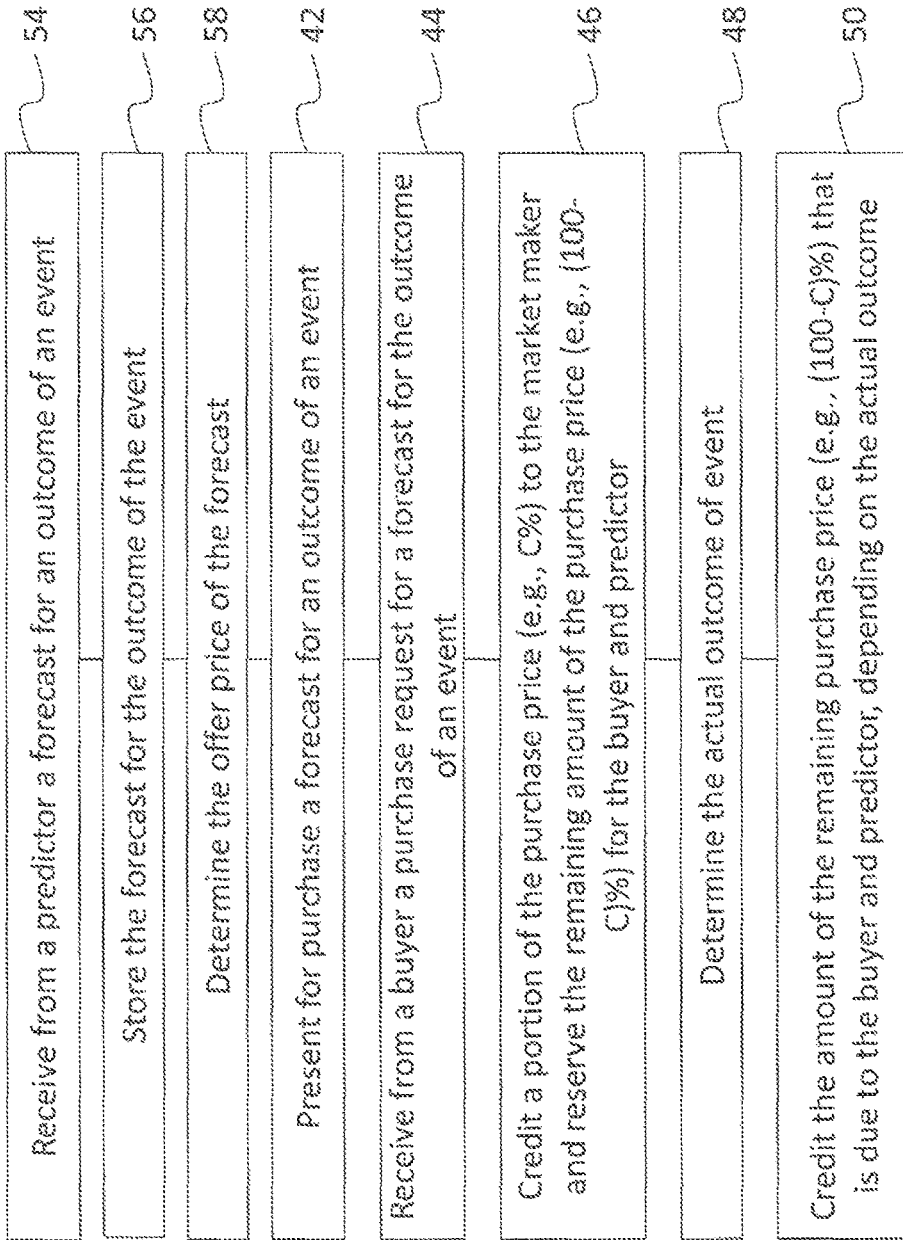 Receive from a predictor a forecast for an outcome of an event
54
Store the forecast for the outcome of the event
56
Determine the offer price of the forecast
58
Present for purchase a forecast for an outcome of an event
42
Receive from a buyer a purchase request for a forecast for the outcome
of an event
44
Credit a portion of the purchase price (e.g., C%) to the market maker
and reserve the remaining amount of the purchase price (e.g., (100-
C)%) for the buyer and predictor
46
Determine the actual outcome of event
48
Credit the amount of the remaining purchase price (e.g., (100-C)%) that
is due to the buyer and predictor, depending on the actual outcome
50